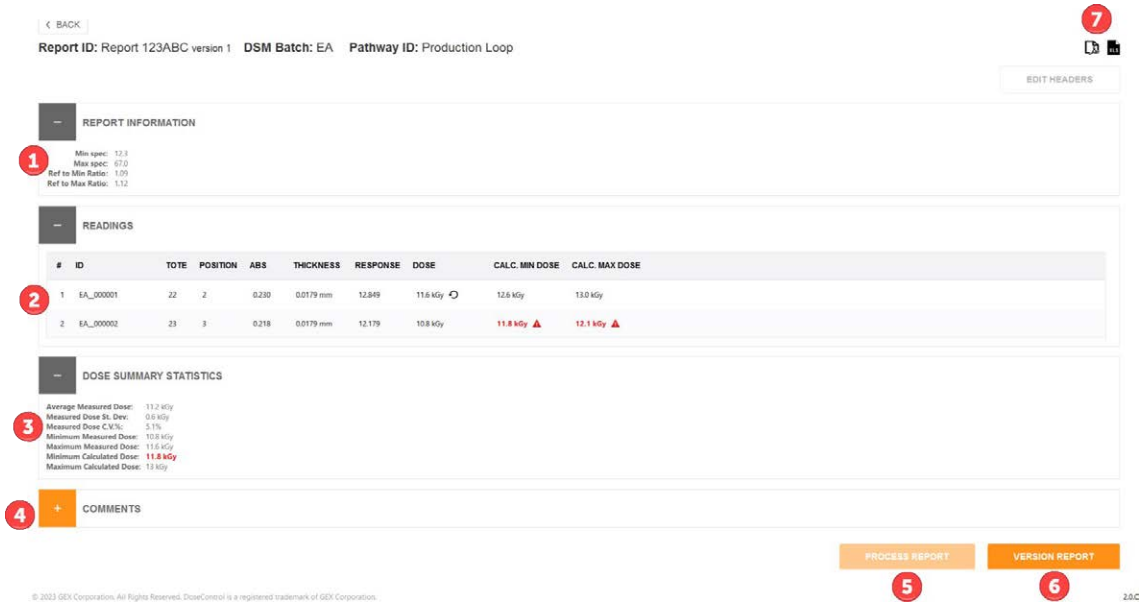 < BACK
7
Report ID: Report 123ABC version 1 DSM Batch: EA Pathway ID: Production Loop
XLS
EDIT HEADERS
− REPORT INFORMATION
1
Min spec: 12.3
Max spec: 67.0
Ref to Min Ratio: 1.09
Ref to Max Ratio: 1.12
− READINGS
# ID TOTE POSITION ABS THICKNESS RESPONSE DOSE CALC. MIN DOSE CALC. MAX DOSE
2
1 EA_000001 22 2 0.230 0.0179 mm 12.849 11.6 kGy 12.6 kGy 13.0 kGy
2 EA_000002 23 3 0.218 0.0179 mm 12.179 10.8 kGy 11.8 kGy 12.1 kGy
− DOSE SUMMARY STATISTICS
3
Average Measured Dose: 11.2 kGy
Measured Dose St. Dev: 0.6 kGy
Measured Dose C.V.%: 5.1%
Minimum Measured Dose: 10.8 kGy
Maximum Measured Dose: 11.6 kGy
Minimum Calculated Dose: 11.8 kGy
Maximum Calculated Dose: 13 kGy
4
+ COMMENTS
PROCESS REPORT VERSION REPORT
5 6
© 2023 GEX Corporation. All Rights Reserved. DoseControl is a registered trademark of GEX Corporation.